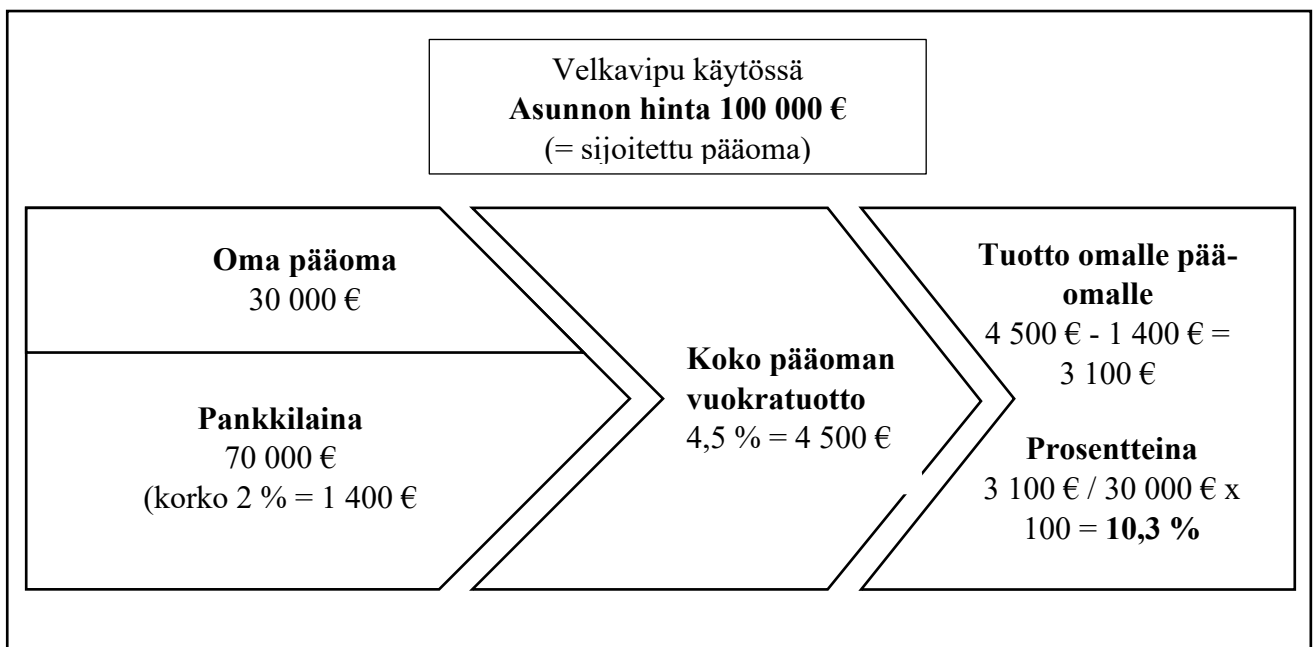 Velkavipu käytössä
Asunnon hinta 100 000 €
(= sijoitettu pääoma)
Oma pääoma
30 000 €
Pankkilaina
70 000 €
(korko 2 % = 1 400 €
Koko pääoman
vuokratuotto
4,5 % = 4 500 €
Tuotto omalle pää-
omalle
4 500 € - 1 400 € =
3 100 €
Prosentteina
3 100 € / 30 000 € x
100 = 10,3 %